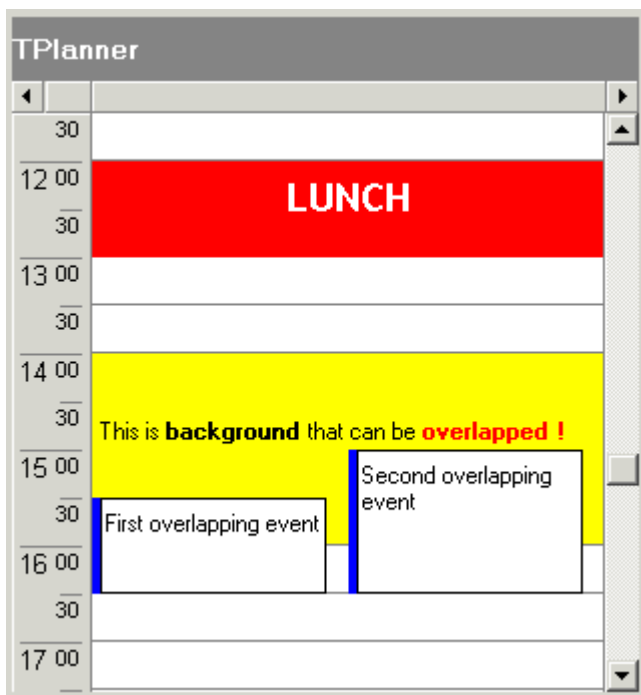 TPlanner
30
12 00
LUNCH
30
13 00
30
14 00
30
This is background that can be overlapped !
15 00
Second overlapping
event
30
First overlapping event
16 00
30
17 00